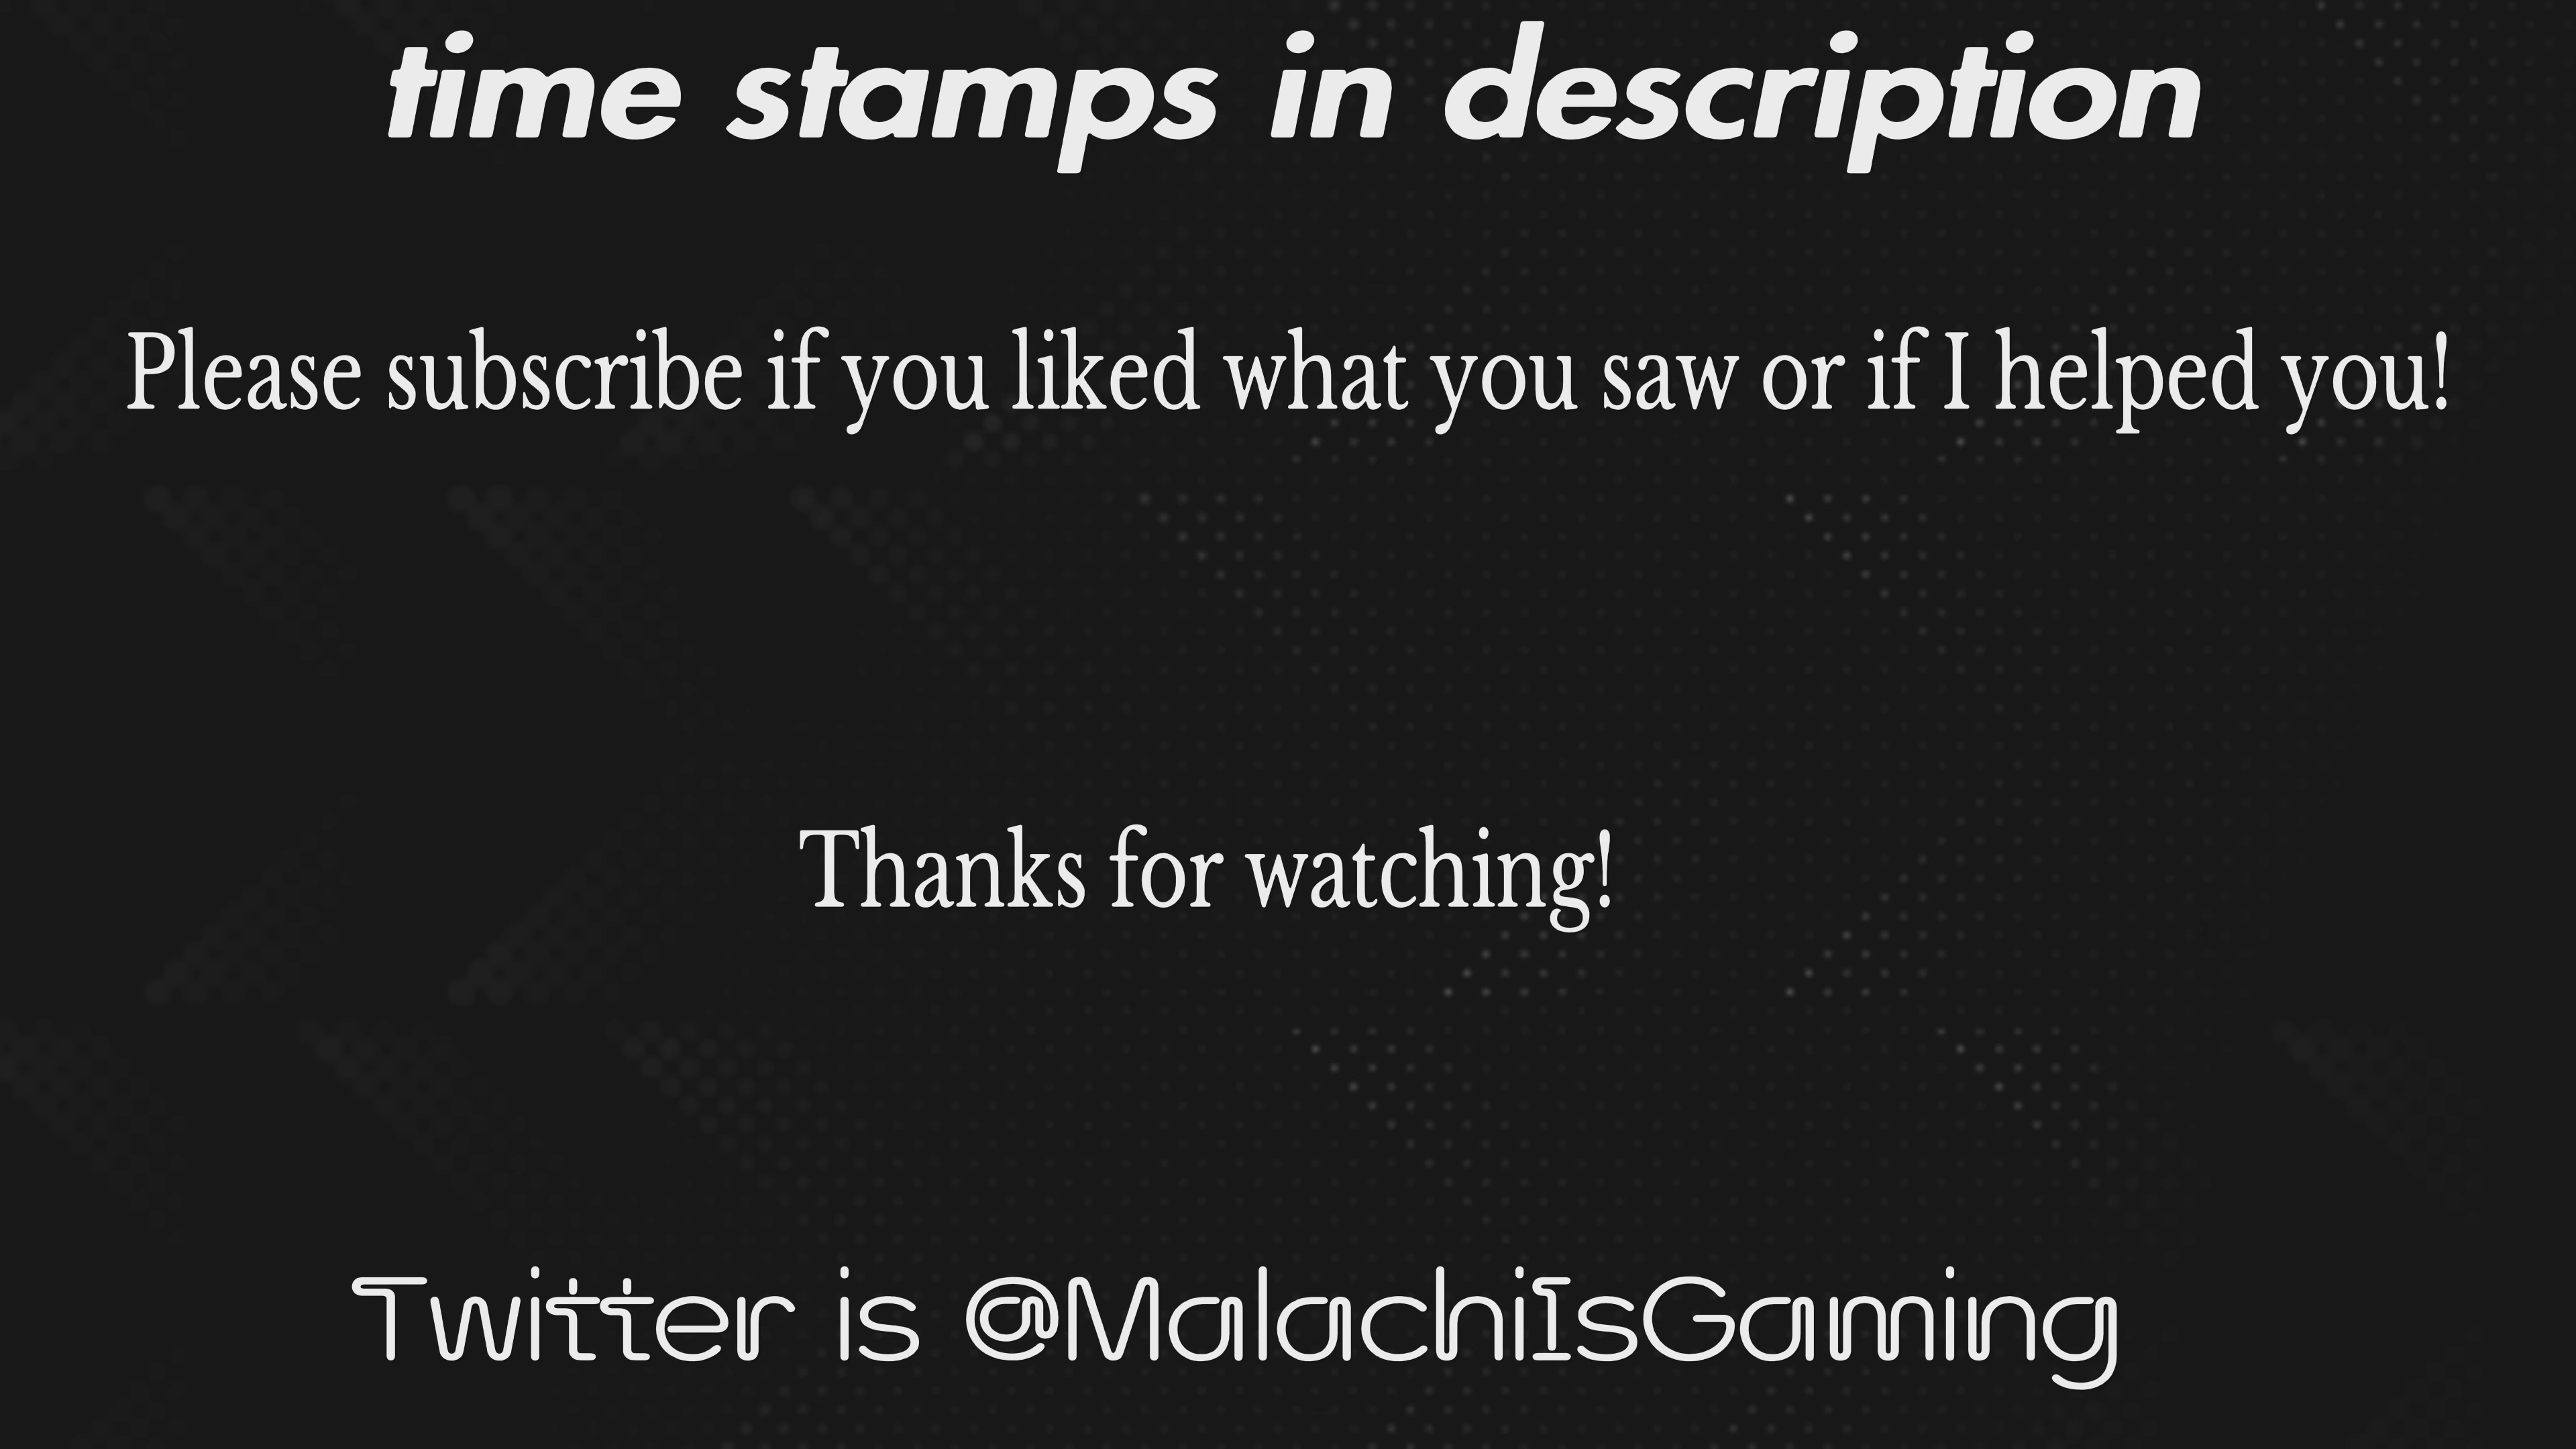 time stamps in description
Please subscribe if you liked what you saw or if I helped you!
Thanks for watching!
Twitter is @MalachiIsGaming